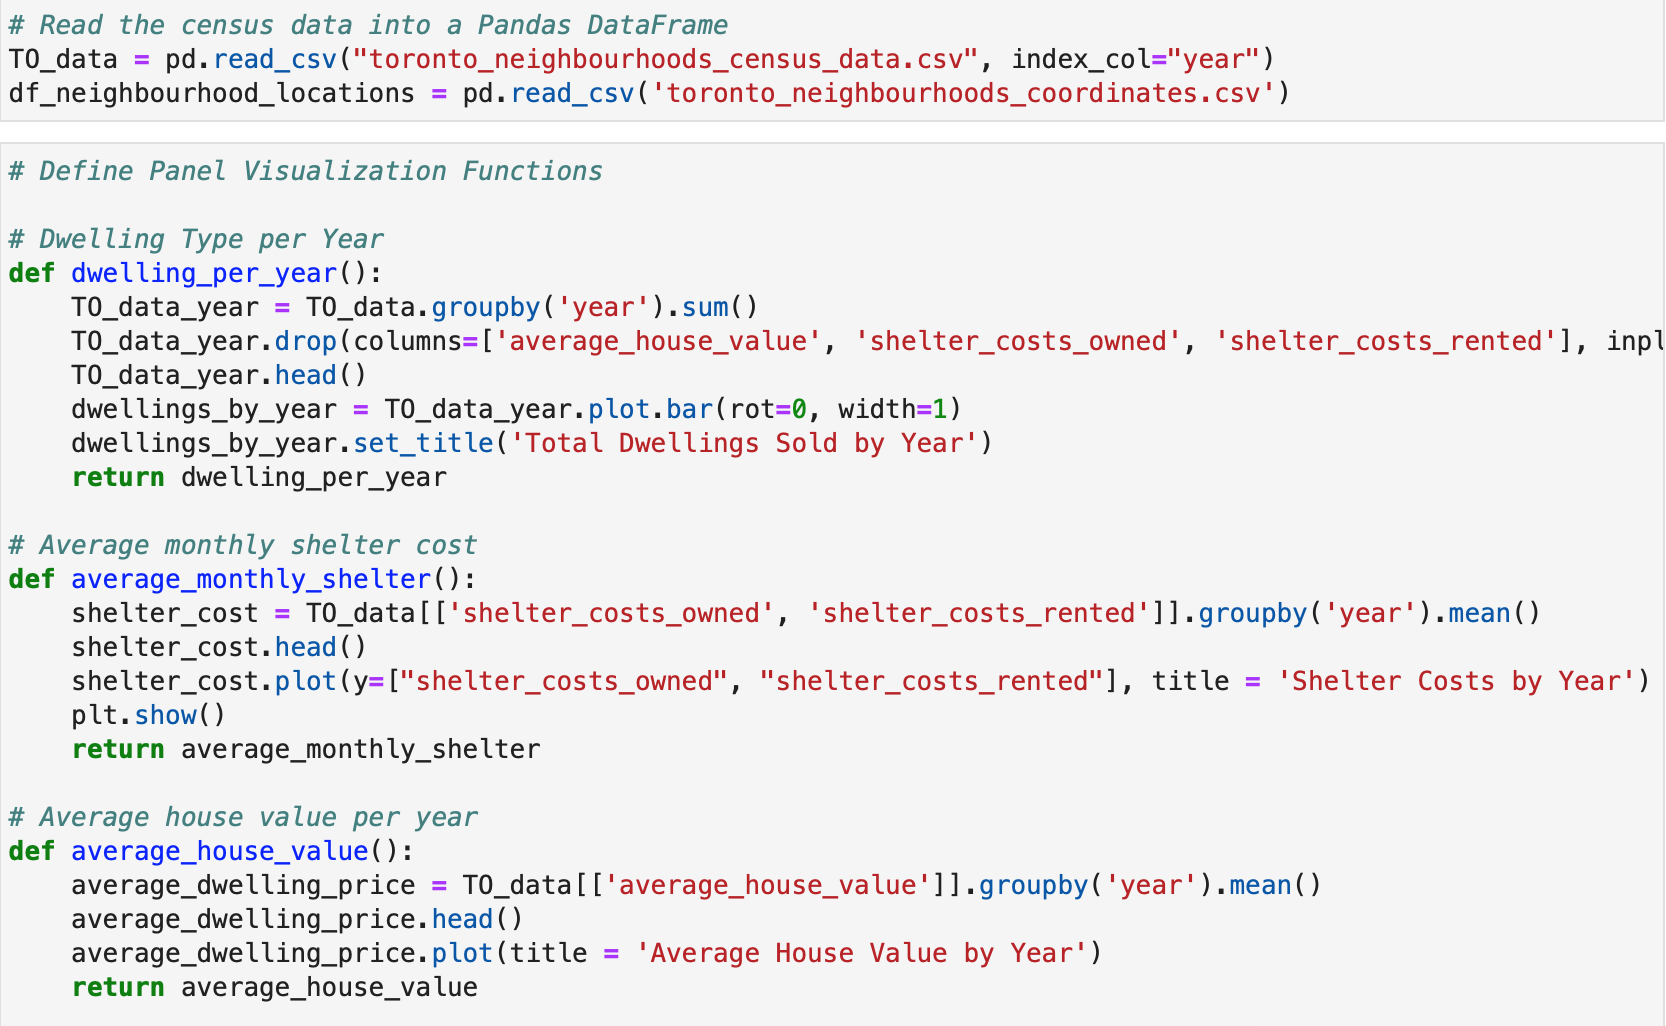 # Read the census data into a Pandas DataFrame
TO_data = pd.read_csv("toronto_neighbourhoods_census_data.csv", index_col="year")
df_neighbourhood_locations = pd.read_csv('toronto_neighbourhoods_coordinates.csv')
# Define Panel Visualization Functions
# Dwelling Type per Year
def dwelling_per_year():
    TO_data_year = TO_data.groupby('year').sum()
    TO_data_year.drop(columns=['average_house_value', 'shelter_costs_owned', 'shelter_costs_rented'], inpl
    TO_data_year.head()
    dwellings_by_year = TO_data_year.plot.bar(rot=0, width=1)
    dwellings_by_year.set_title('Total Dwellings Sold by Year')
    return dwelling_per_year
# Average monthly shelter cost
def average_monthly_shelter():
    shelter_cost = TO_data[['shelter_costs_owned', 'shelter_costs_rented']].groupby('year').mean()
    shelter_cost.head()
    shelter_cost.plot(y=["shelter_costs_owned", "shelter_costs_rented"], title = 'Shelter Costs by Year')
    plt.show()
    return average_monthly_shelter
# Average house value per year
def average_house_value():
    average_dwelling_price = TO_data[['average_house_value']].groupby('year').mean()
    average_dwelling_price.head()
    average_dwelling_price.plot(title = 'Average House Value by Year')
    return average_house_value